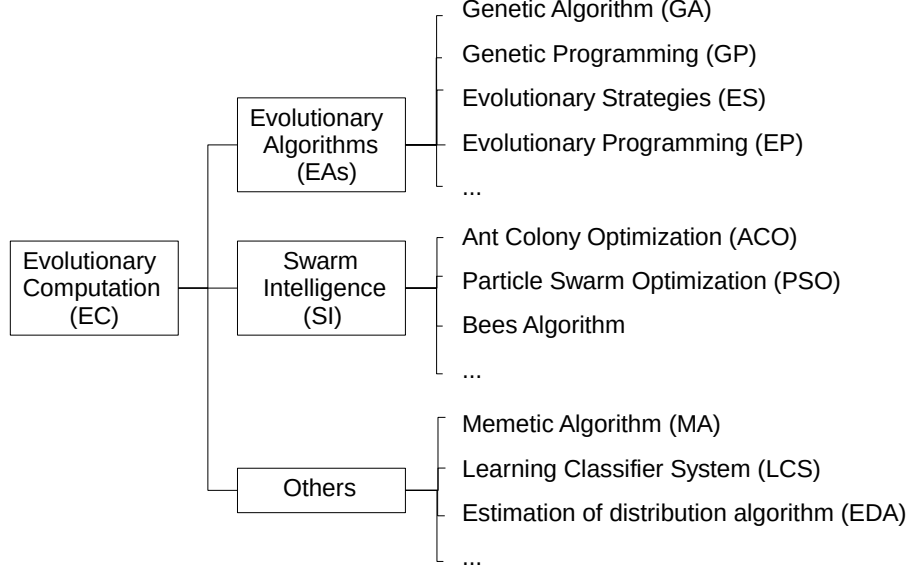 Genetic Algorithm (GA)
Genetic Programming (GP)
Evolutionary Strategies (ES)
Evolutionary Programming (EP)
...
Evolutionary
Algorithms
(EAs)
Ant Colony Optimization (ACO)
Particle Swarm Optimization (PSO)
Bees Algorithm
...
Swarm
Intelligence
(SI)
Evolutionary
Computation
(EC)
Memetic Algorithm (MA)
Learning Classifier System (LCS)
Estimation of distribution algorithm (EDA)
...
Others